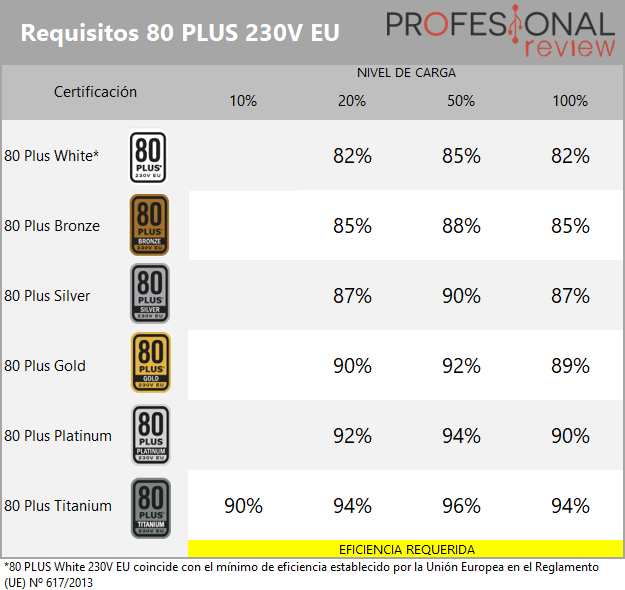 Requisitos 80 PLUS 230V EU
PROFESIONAL
review
Certificación
NIVEL DE CARGA
10% 20% 50% 100%
80 Plus White* 82% 85% 82%
80
PLUS
230V EU
80 Plus Bronze 85% 88% 85%
80
PLUS
BRONZE
230V EU
80 Plus Silver 87% 90% 87%
80
PLUS
SILVER
230V EU
80 Plus Gold 90% 92% 89%
80
PLUS
GOLD
230V EU
80 Plus Platinum 92% 94% 90%
80
PLUS
PLATINUM
230V EU
80 Plus Titanium 90% 94% 96% 94%
80
PLUS
TITANIUM
230V EU
EFICIENCIA REQUERIDA
*80 PLUS White 230V EU coincide con el mínimo de eficiencia establecido por la Unión Europea en el Reglamento
(UE) Nº 617/2013